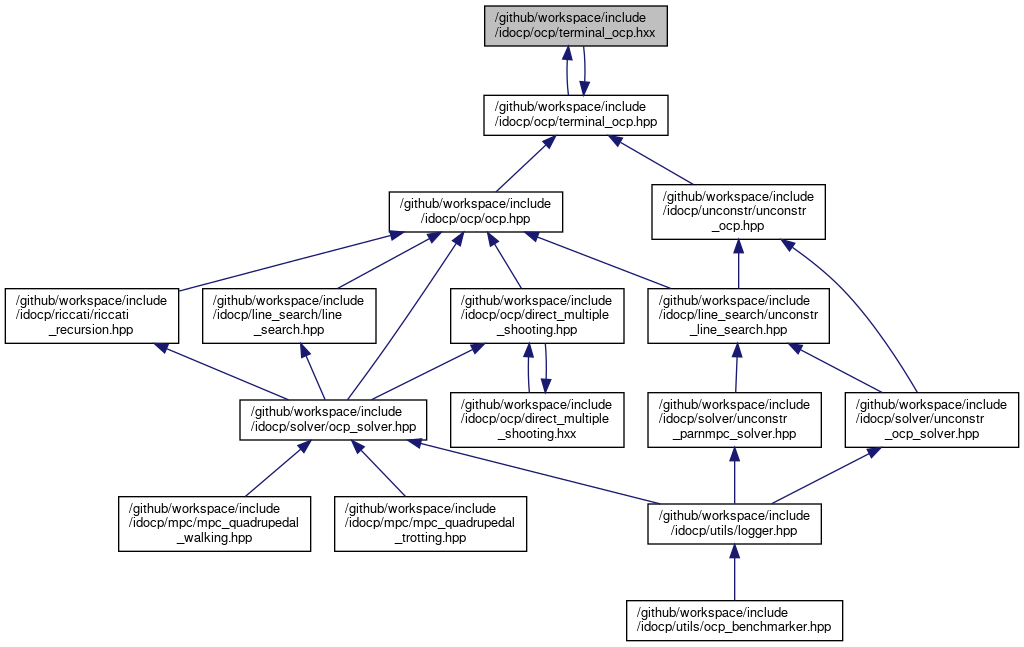 /github/workspace/include
/idocp/ocp/terminal_ocp.hxx
/github/workspace/include
/idocp/ocp/terminal_ocp.hpp
/github/workspace/include
/idocp/ocp/ocp.hpp
/github/workspace/include
/idocp/unconstr/unconstr
_ocp.hpp
/github/workspace/include
/idocp/riccati/riccati
_recursion.hpp
/github/workspace/include
/idocp/line_search/line
_search.hpp
/github/workspace/include
/idocp/ocp/direct_multiple
_shooting.hpp
/github/workspace/include
/idocp/line_search/unconstr
_line_search.hpp
/github/workspace/include
/idocp/solver/ocp_solver.hpp
/github/workspace/include
/idocp/ocp/direct_multiple
_shooting.hxx
/github/workspace/include
/idocp/solver/unconstr
_parnmpc_solver.hpp
/github/workspace/include
/idocp/solver/unconstr
_ocp_solver.hpp
/github/workspace/include
/idocp/mpc/mpc_quadrupedal
_walking.hpp
/github/workspace/include
/idocp/mpc/mpc_quadrupedal
_trotting.hpp
/github/workspace/include
/idocp/utils/logger.hpp
/github/workspace/include
/idocp/utils/ocp_benchmarker.hpp